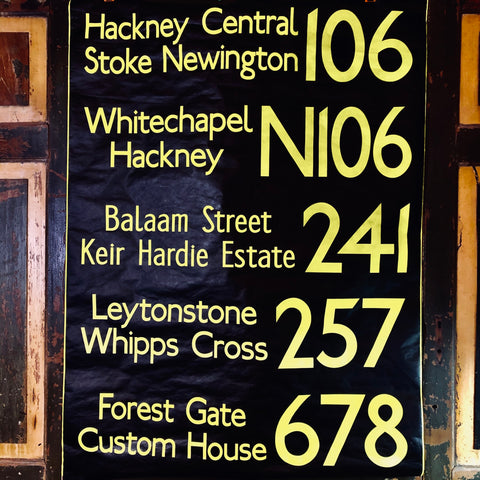 Hackney Central
Stoke Newington 106
Whitechapel
Hackney N106
Balaam Street
Keir Hardie Estate 241
Leytonstone
Whipps Cross 257
Forest Gate
Custom House 678